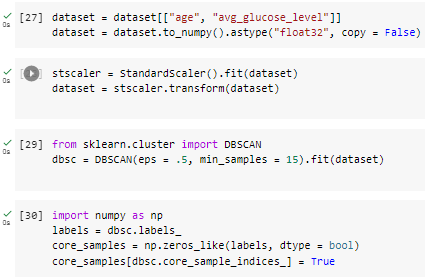 [27] dataset = dataset[["age", "avg_glucose_level"]]
0s dataset = dataset.to_numpy().astype("float32", copy = False)
stscaler = StandardScaler().fit(dataset)
0s dataset = stscaler.transform(dataset)
[29] from sklearn.cluster import DBSCAN
0s dbsc = DBSCAN(eps = .5, min_samples = 15).fit(dataset)
[30] import numpy as np
0s labels = dbsc.labels_
core_samples = np.zeros_like(labels, dtype = bool)
core_samples[dbsc.core_sample_indices_] = True